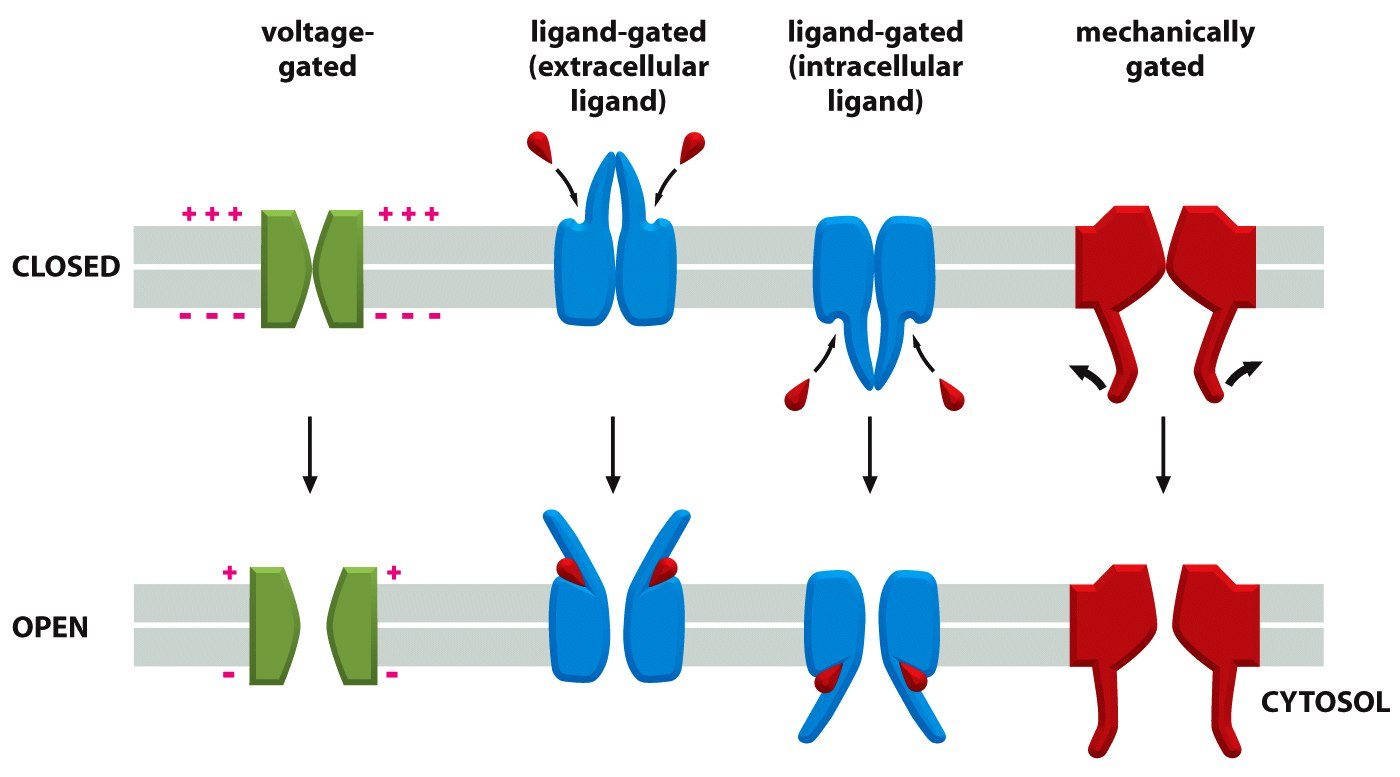 voltage-
gated
ligand-gated
(extracellular
ligand)
ligand-gated
(intracellular
ligand)
mechanically
gated
+ + + + + +
CLOSED
- - - - - -
+ +
OPEN
- -
CYTOSOL